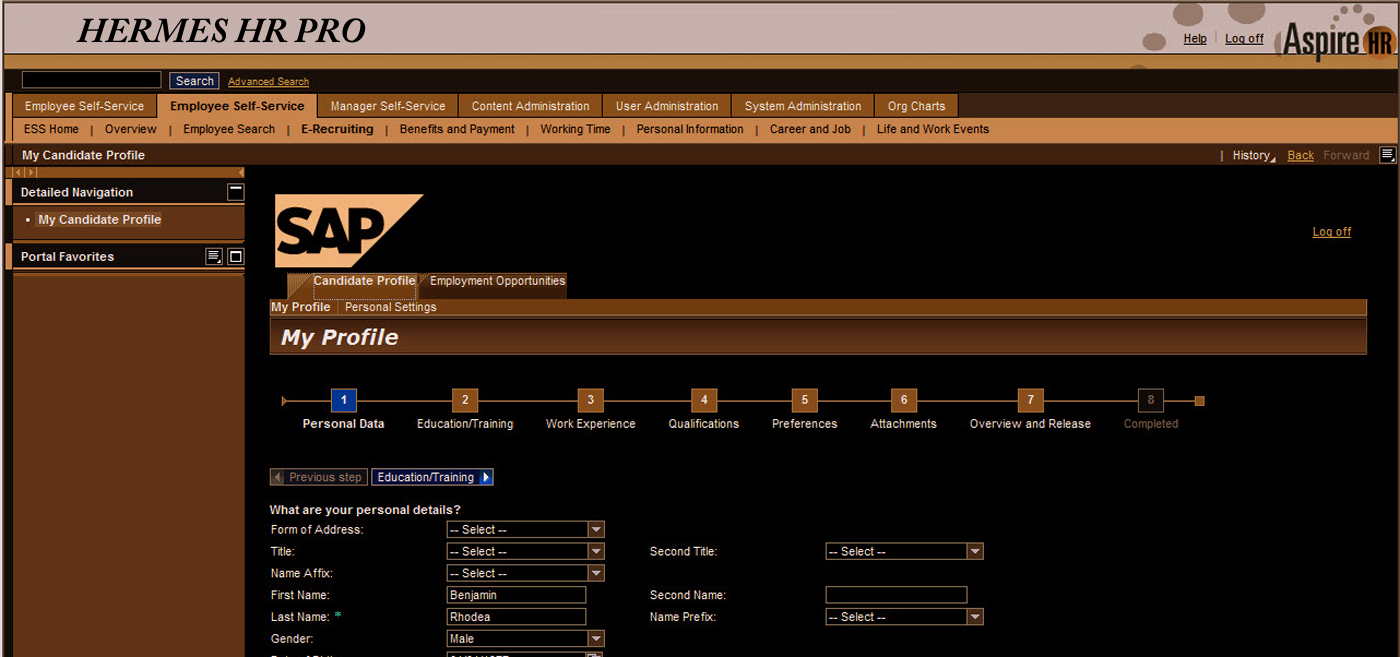 HERMES HR PRO
Help Log off Aspire HR
Search Advanced Search
Employee Self-Service Employee Self-Service Manager Self-Service Content Administration User Administration System Administration Org Charts
ESS Home | Overview | Employee Search | E-Recruiting | Benefits and Payment | Working Time | Personal Information | Career and Job | Life and Work Events
My Candidate Profile | History Back Forward
Detailed Navigation
My Candidate Profile
Portal Favorites
SAP
Log off
Candidate Profile Employment Opportunities
My Profile Personal Settings
My Profile
1 2 3 4 5 6 7 8
Personal Data Education/Training Work Experience Qualifications Preferences Attachments Overview and Release Completed
Previous step Education/Training
What are your personal details?
Form of Address: -- Select --
Title: -- Select -- Second Title: -- Select --
Name Affix: -- Select --
First Name: Benjamin Second Name:
Last Name: * Rhodea Name Prefix: -- Select --
Gender: Male